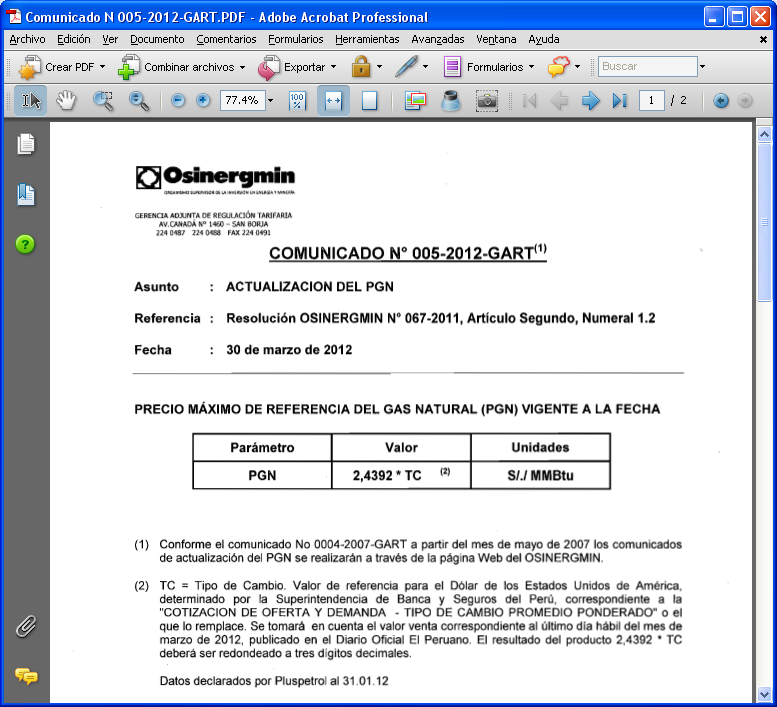 Comunicado N 005-2012-GART.PDF - Adobe Acrobat Professional
Archivo Edición Ver Documento Comentarios Formularios Herramientas Avanzadas Ventana Ayuda
Crear PDF Combinar archivos Exportar Formularios Buscar
77.4% 100% 1 / 2
Osinergmin
ORGANISMO SUPERVISOR DE LA INVERSIÓN EN ENERGÍA Y MINERÍA
GERENCIA ADJUNTA DE REGULACIÓN TARIFARIA
AV.CANADÁ N° 1460 – SAN BORJA
224 0487 224 0488 FAX 224 0491
COMUNICADO N° 005-2012-GART(1)
Asunto : ACTUALIZACION DEL PGN
Referencia : Resolución OSINERGMIN N° 067-2011, Artículo Segundo, Numeral 1.2
Fecha : 30 de marzo de 2012
PRECIO MÁXIMO DE REFERENCIA DEL GAS NATURAL (PGN) VIGENTE A LA FECHA
Parámetro Valor Unidades
PGN 2,4392 * TC (2) S/./ MMBtu
(1) Conforme el comunicado No 0004-2007-GART a partir del mes de mayo de 2007 los comunicados
de actualización del PGN se realizarán a través de la página Web del OSINERGMIN.
(2) TC = Tipo de Cambio. Valor de referencia para el Dólar de los Estados Unidos de América,
determinado por la Superintendencia de Banca y Seguros del Perú, correspondiente a la
"COTIZACION DE OFERTA Y DEMANDA - TIPO DE CAMBIO PROMEDIO PONDERADO" o el
que lo remplace. Se tomará en cuenta el valor venta correspondiente al último día hábil del mes de
marzo de 2012, publicado en el Diario Oficial El Peruano. El resultado del producto 2,4392 * TC
deberá ser redondeado a tres dígitos decimales.
Datos declarados por Pluspetrol al 31.01.12